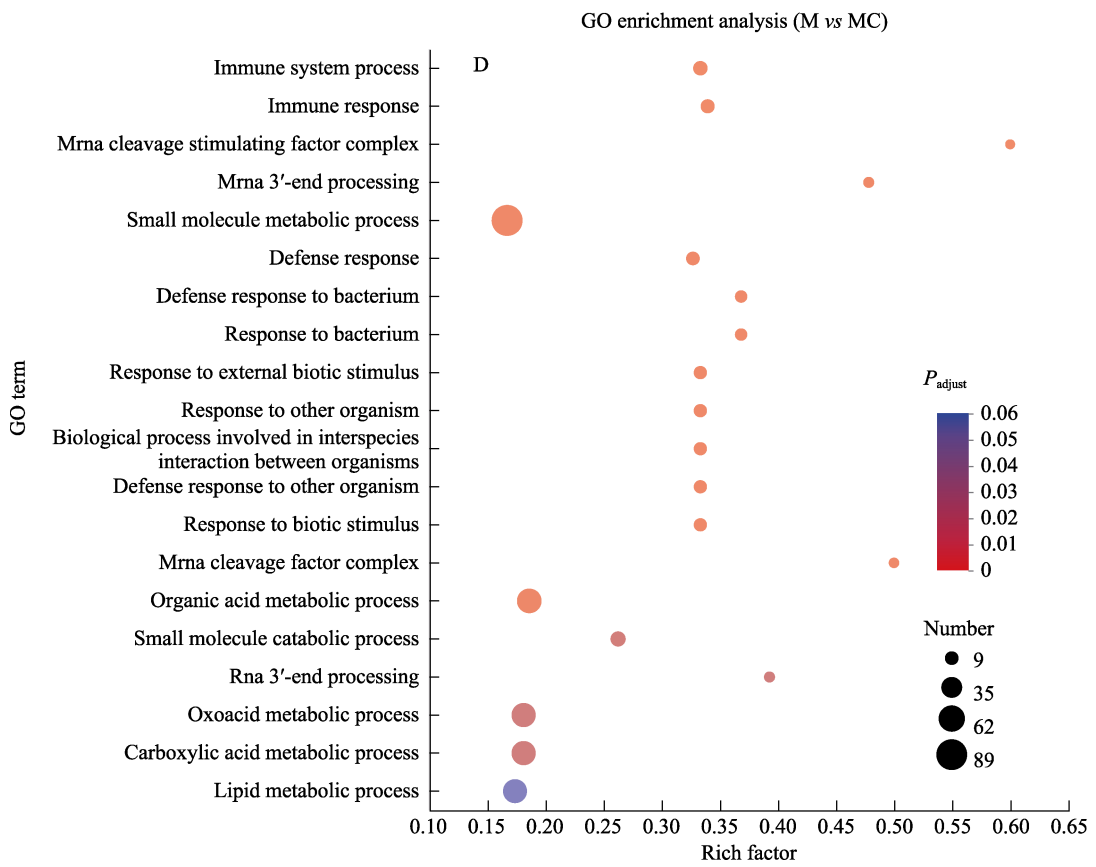 GO enrichment analysis (M vs MC)
D
Immune system process
Immune response
Mrna cleavage stimulating factor complex
Mrna 3′-end processing
Small molecule metabolic process
Defense response
Defense response to bacterium
Response to bacterium
Response to external biotic stimulus
Response to other organism
Biological process involved in interspecies
interaction between organisms
Defense response to other organism
Response to biotic stimulus
Mrna cleavage factor complex
Organic acid metabolic process
Small molecule catabolic process
Rna 3′-end processing
Oxoacid metabolic process
Carboxylic acid metabolic process
Lipid metabolic process
GO term
0.10 0.15 0.20 0.25 0.30 0.35 0.40 0.45 0.50 0.55 0.60 0.65
Rich factor
Padjust
0.06
0.05
0.04
0.03
0.02
0.01
0
Number
9
35
62
89